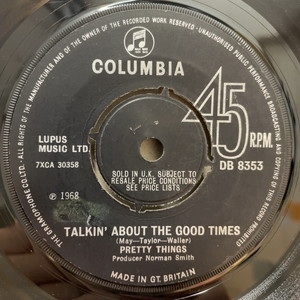 ALL RIGHTS OF THE MANUFACTURER AND OF THE OWNER OF THE RECORDED WORK RESERVED · UNAUTHORISED PUBLIC PERFORMANCE BROADCASTING AND COPYING OF THIS RECORD PROHIBITED
THE GRAMOPHONE CO. LTD.
COLUMBIA
45
R.P.M.
LUPUS
MUSIC LTD.
7XCA 30358
DB 8353
SOLD IN U.K. SUBJECT TO
RESALE PRICE CONDITIONS
SEE PRICE LISTS
℗ 1968
TALKIN' ABOUT THE GOOD TIMES
(May—Taylor—Waller)
PRETTY THINGS
Producer Norman Smith
MADE IN GT. BRITAIN